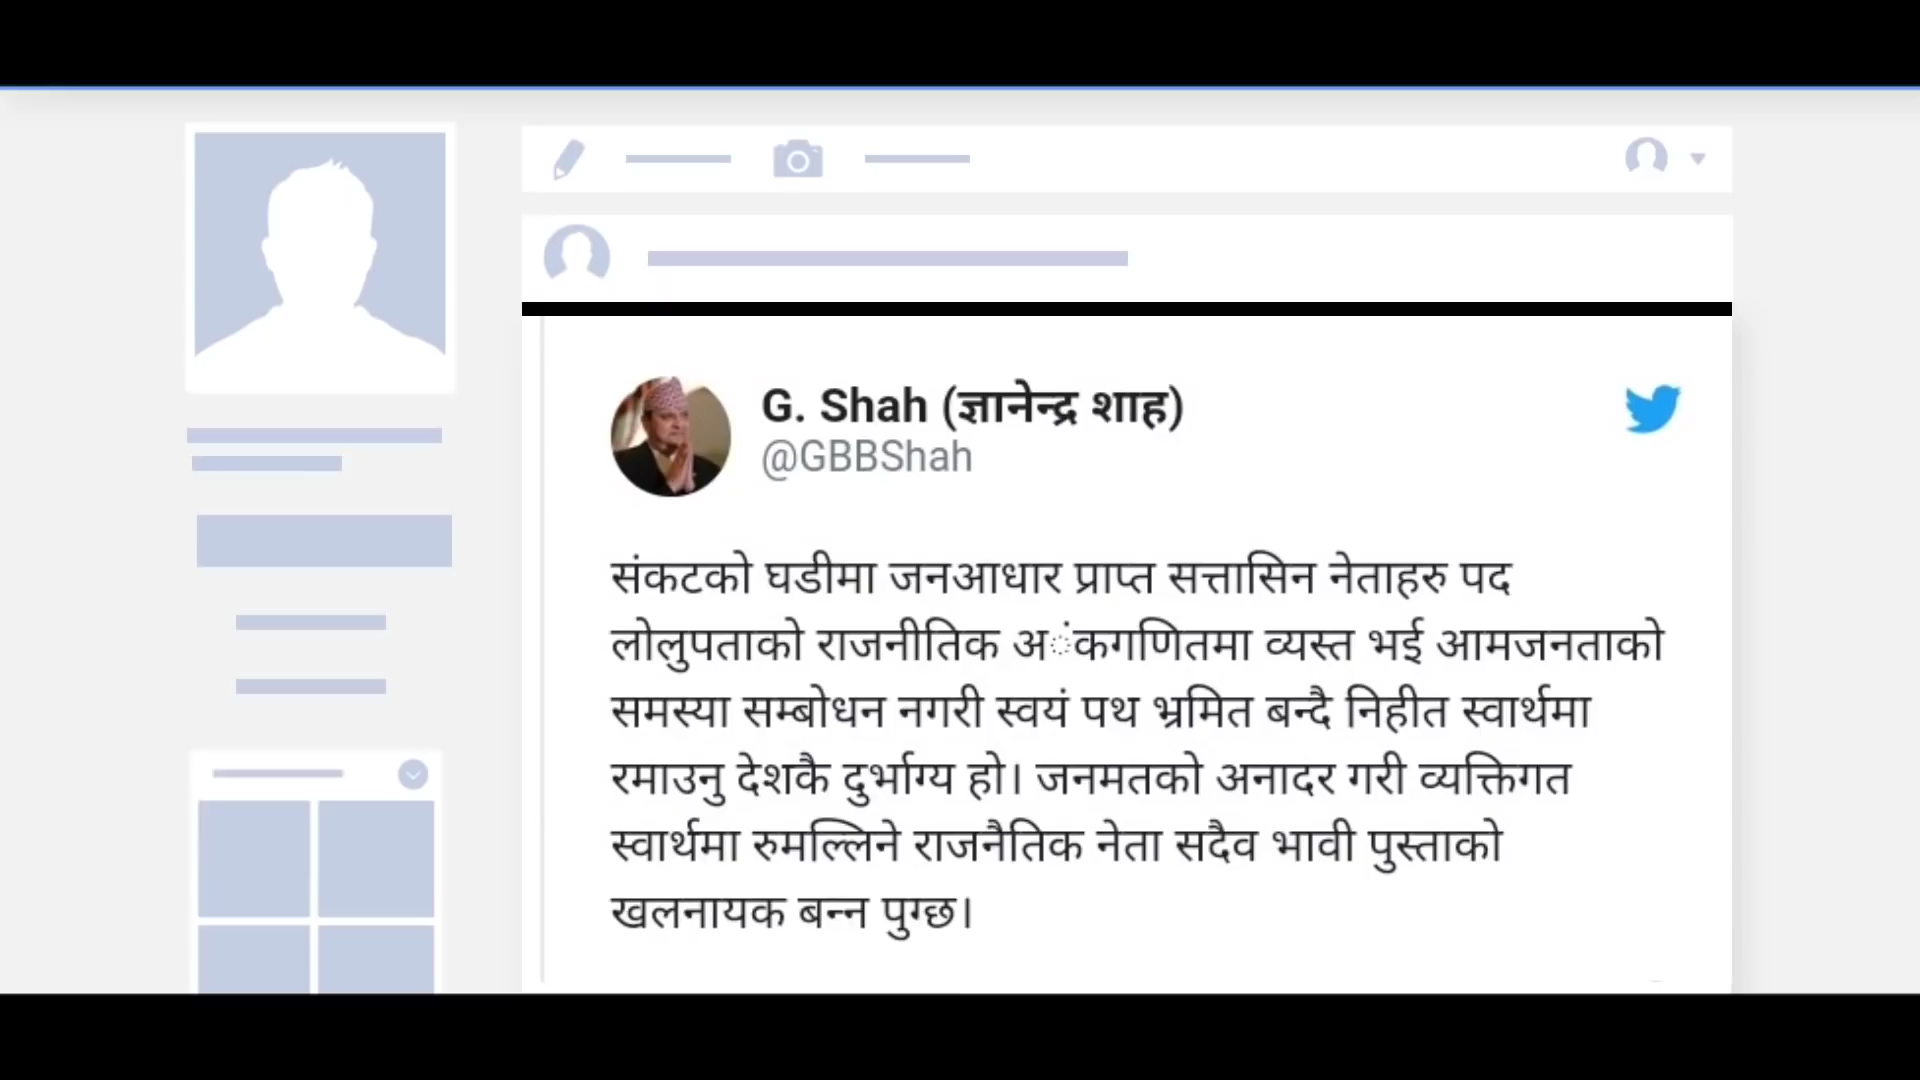 G. Shah (ज्ञानेन्द्र शाह)
@GBBShah
संकटको घडीमा जनआधार प्राप्त सत्तासिन नेताहरु पद
लोलुपताको राजनीतिक अ◌ंकगणितमा व्यस्त भई आमजनताको
समस्या सम्बोधन नगरी स्वयं पथ भ्रमित बन्दै निहीत स्वार्थमा
रमाउनु देशकै दुर्भाग्य हो। जनमतको अनादर गरी व्यक्तिगत
स्वार्थमा रुमल्लिने राजनैतिक नेता सदैव भावी पुस्ताको
खलनायक बन्न पुग्छ।